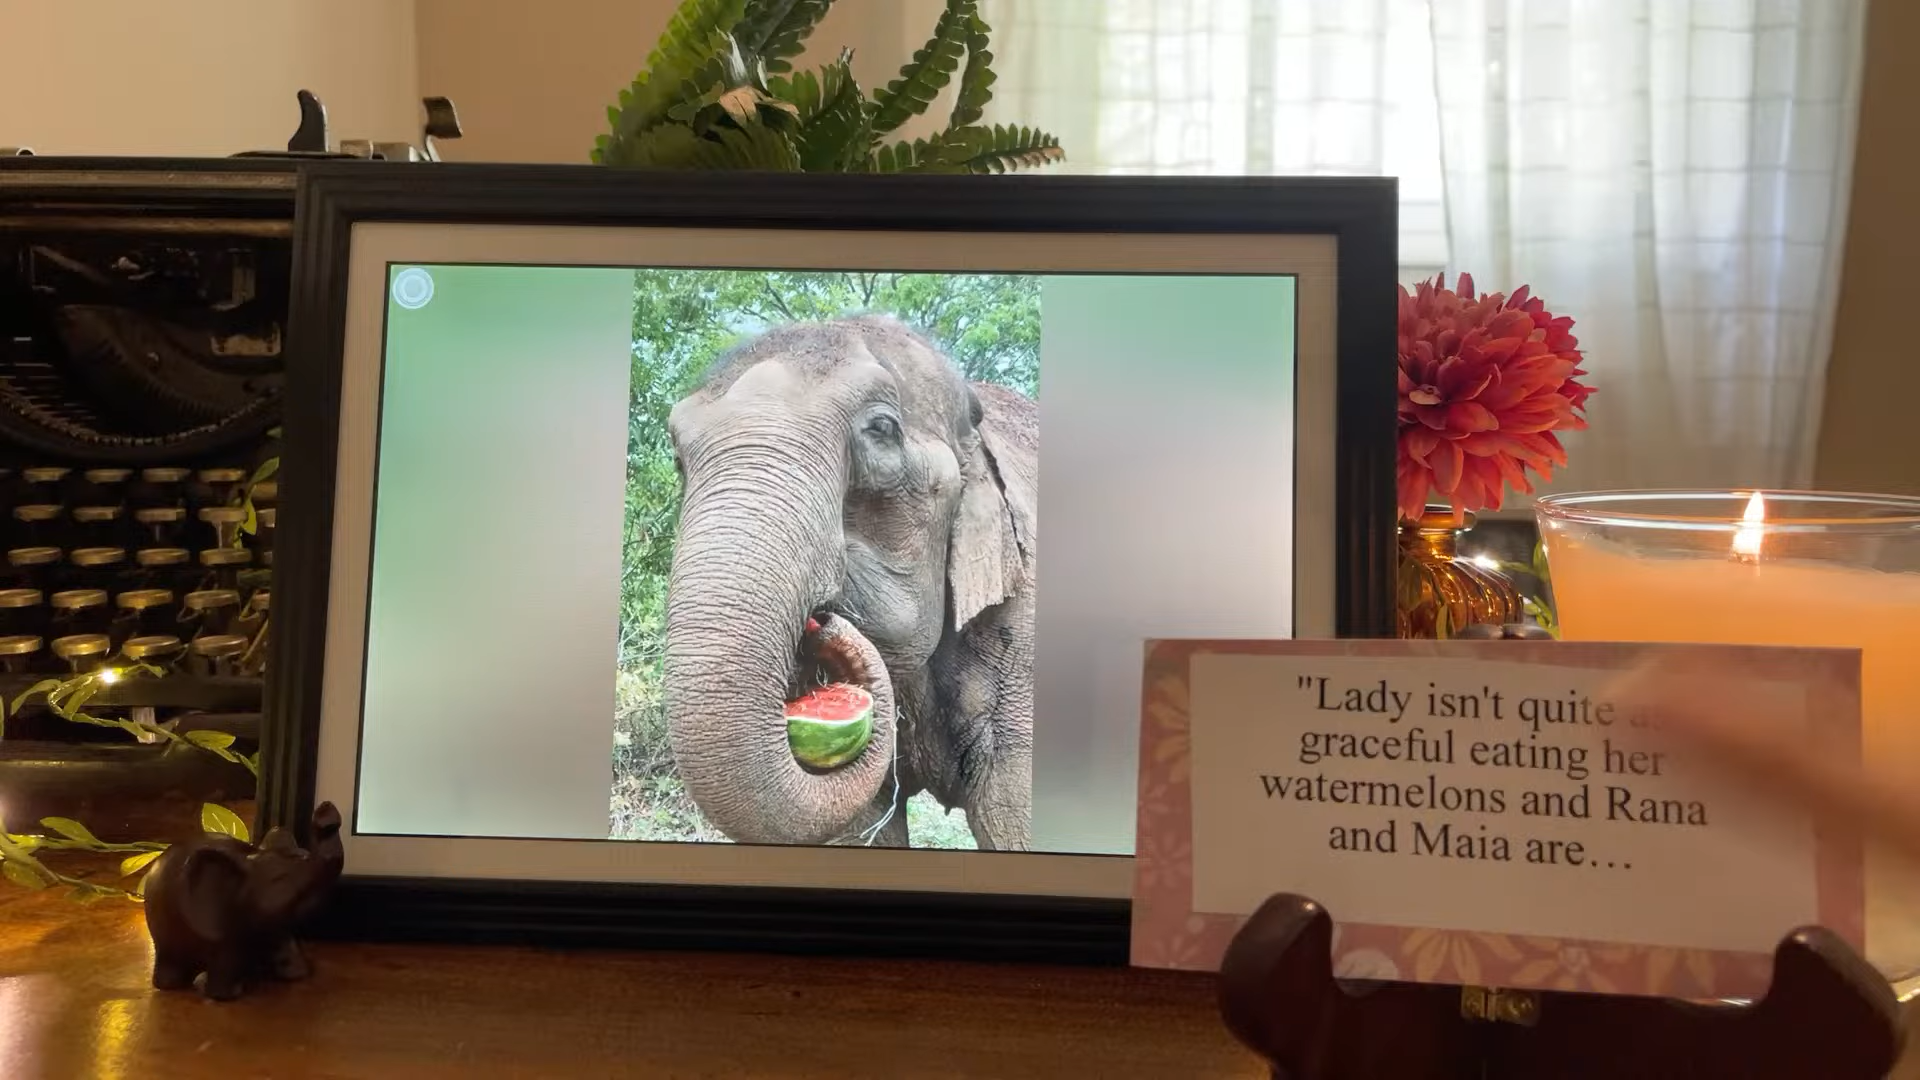 "Lady isn't quite
graceful eating her
watermelons and Rana
and Maia are…